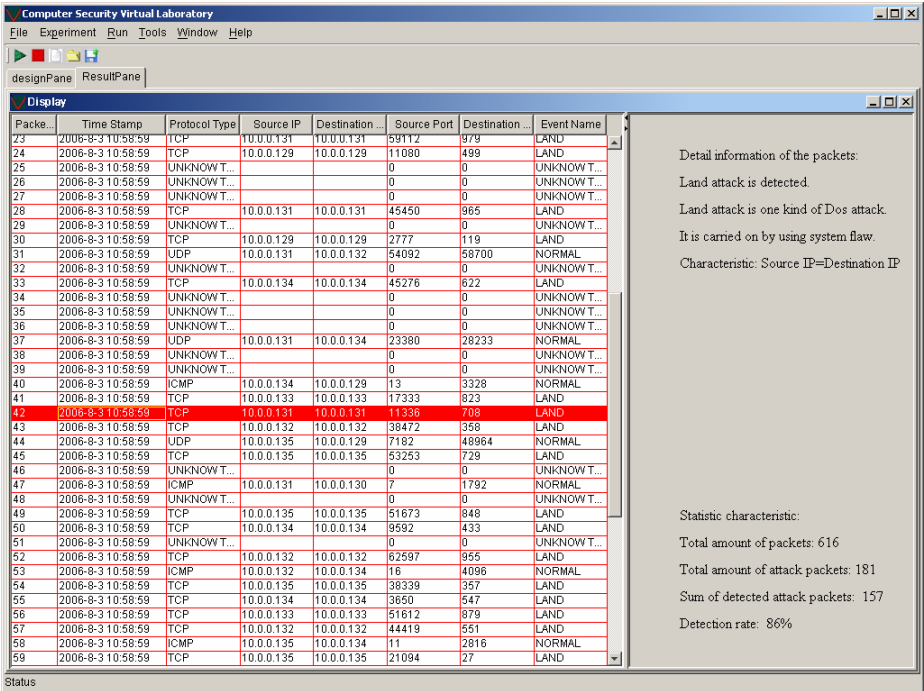 Computer Security Virtual Laboratory
File Experiment Run Tools Window Help
designPane ResultPane
Display
Packe... Time Stamp Protocol Type Source IP Destination ... Source Port Destination ... Event Name
23 2006-8-3 10:58:59 TCP 10.0.0.131 10.0.0.131 59112 979 LAND
24 2006-8-3 10:58:59 TCP 10.0.0.129 10.0.0.129 11080 499 LAND
25 2006-8-3 10:58:59 UNKNOW T... 0 0 UNKNOW T...
26 2006-8-3 10:58:59 UNKNOW T... 0 0 UNKNOW T...
27 2006-8-3 10:58:59 UNKNOW T... 0 0 UNKNOW T...
28 2006-8-3 10:58:59 TCP 10.0.0.131 10.0.0.131 45450 965 LAND
29 2006-8-3 10:58:59 UNKNOW T... 0 0 UNKNOW T...
30 2006-8-3 10:58:59 TCP 10.0.0.129 10.0.0.129 2777 119 LAND
31 2006-8-3 10:58:59 UDP 10.0.0.131 10.0.0.132 54092 58700 NORMAL
32 2006-8-3 10:58:59 UNKNOW T... 0 0 UNKNOW T...
33 2006-8-3 10:58:59 TCP 10.0.0.134 10.0.0.134 45276 622 LAND
34 2006-8-3 10:58:59 UNKNOW T... 0 0 UNKNOW T...
35 2006-8-3 10:58:59 UNKNOW T... 0 0 UNKNOW T...
36 2006-8-3 10:58:59 UNKNOW T... 0 0 UNKNOW T...
37 2006-8-3 10:58:59 UDP 10.0.0.131 10.0.0.134 23380 28233 NORMAL
38 2006-8-3 10:58:59 UNKNOW T... 0 0 UNKNOW T...
39 2006-8-3 10:58:59 UNKNOW T... 0 0 UNKNOW T...
40 2006-8-3 10:58:59 ICMP 10.0.0.134 10.0.0.129 13 3328 NORMAL
41 2006-8-3 10:58:59 TCP 10.0.0.133 10.0.0.133 17333 823 LAND
42 2006-8-3 10:58:59 TCP 10.0.0.131 10.0.0.131 11336 708 LAND
43 2006-8-3 10:58:59 TCP 10.0.0.132 10.0.0.132 38472 358 LAND
44 2006-8-3 10:58:59 UDP 10.0.0.135 10.0.0.129 7182 48964 NORMAL
45 2006-8-3 10:58:59 TCP 10.0.0.135 10.0.0.135 53253 729 LAND
46 2006-8-3 10:58:59 UNKNOW T... 0 0 UNKNOW T...
47 2006-8-3 10:58:59 ICMP 10.0.0.131 10.0.0.130 7 1792 NORMAL
48 2006-8-3 10:58:59 UNKNOW T... 0 0 UNKNOW T...
49 2006-8-3 10:58:59 TCP 10.0.0.135 10.0.0.135 51673 848 LAND
50 2006-8-3 10:58:59 TCP 10.0.0.134 10.0.0.134 9592 433 LAND
51 2006-8-3 10:58:59 UNKNOW T... 0 0 UNKNOW T...
52 2006-8-3 10:58:59 TCP 10.0.0.132 10.0.0.132 62597 955 LAND
53 2006-8-3 10:58:59 ICMP 10.0.0.132 10.0.0.134 16 4096 NORMAL
54 2006-8-3 10:58:59 TCP 10.0.0.135 10.0.0.135 38339 357 LAND
55 2006-8-3 10:58:59 TCP 10.0.0.134 10.0.0.134 3650 547 LAND
56 2006-8-3 10:58:59 TCP 10.0.0.133 10.0.0.133 51612 879 LAND
57 2006-8-3 10:58:59 TCP 10.0.0.132 10.0.0.132 44419 551 LAND
58 2006-8-3 10:58:59 ICMP 10.0.0.135 10.0.0.134 11 2816 NORMAL
59 2006-8-3 10:58:59 TCP 10.0.0.135 10.0.0.135 21094 27 LAND
Detail information of the packets:
Land attack is detected.
Land attack is one kind of Dos attack.
It is carried on by using system flaw.
Characteristic: Source IP=Destination IP
Statistic characteristic:
Total amount of packets: 616
Total amount of attack packets: 181
Sum of detected attack packets: 157
Detection rate: 86%
Status